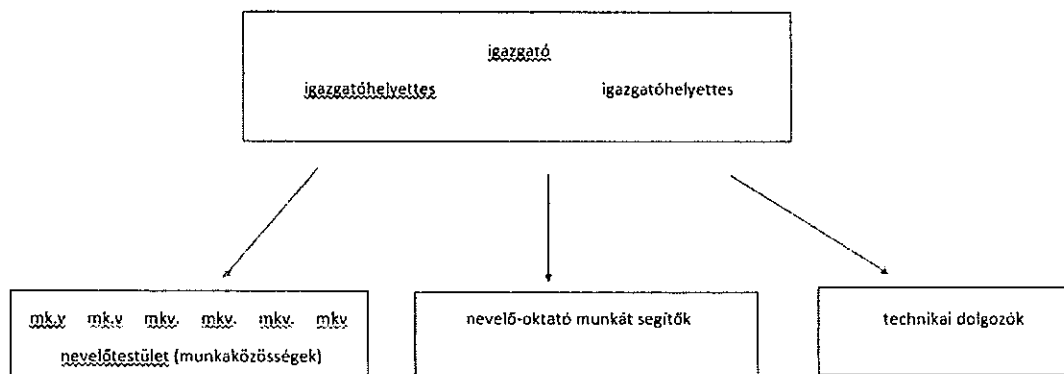 igazgató
igazgatóhelyettes igazgatóhelyettes
mk.v mk.v mkv. mkv. mkv. mkv
nevelőtestület (munkaközösségek)
nevelő-oktató munkát segítők
technikai dolgozók